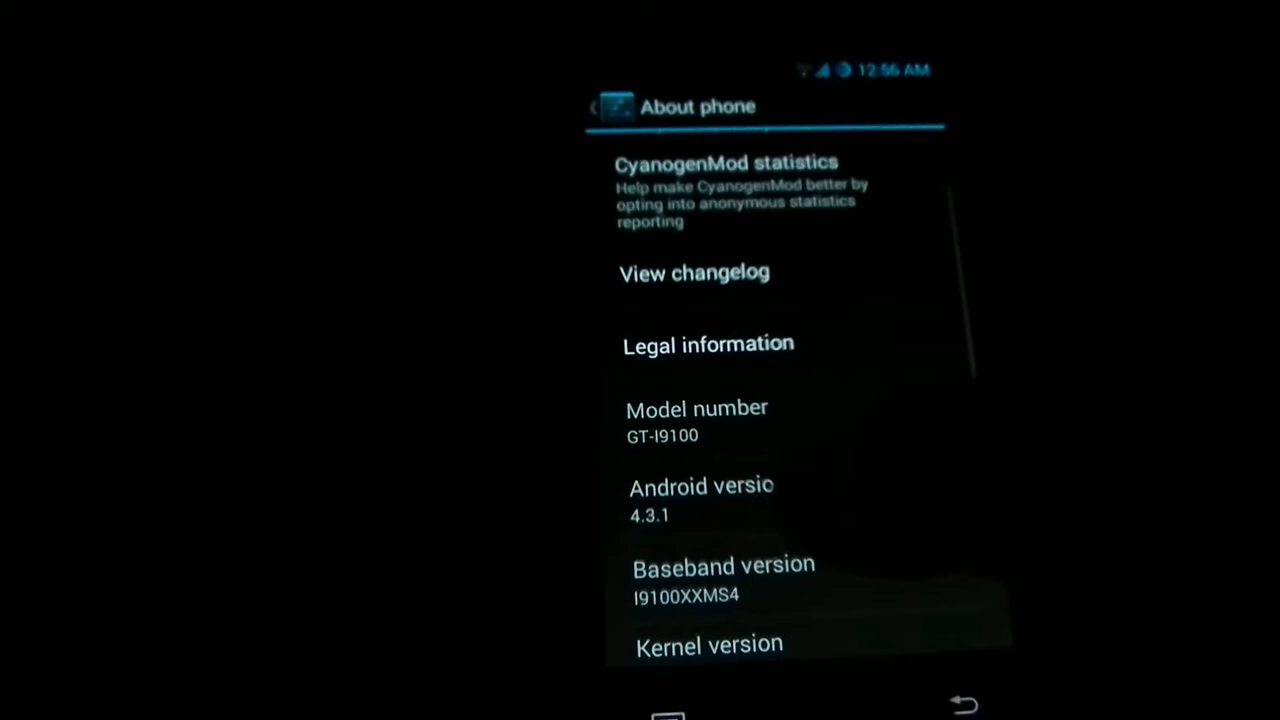 12:56 AM
About phone
CyanogenMod statistics
Help make CyanogenMod better by
opting into anonymous statistics
reporting
View changelog
Legal information
Model number
GT-I9100
Android versio
4.3.1
Baseband version
I9100XXMS4
Kernel version